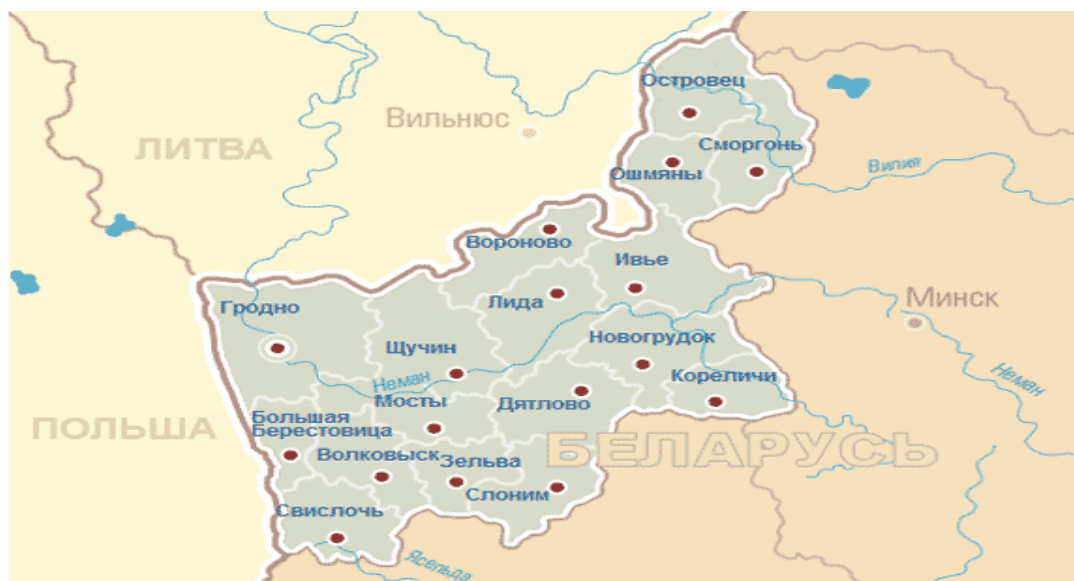 Островец
Вильнюс
ЛИТВА
Сморгонь
Ошмяны
Вилия
Вороново
Ивье
Лида
Минск
Гродно
Новогрудок
Щучин
Неман
Неман
Кореличи
Мосты
Дятлово
ПОЛЬША
Большая
Берестовица
БЕЛАРУСЬ
Волковыск
Зельва
Слоним
Свислочь
Ясельда